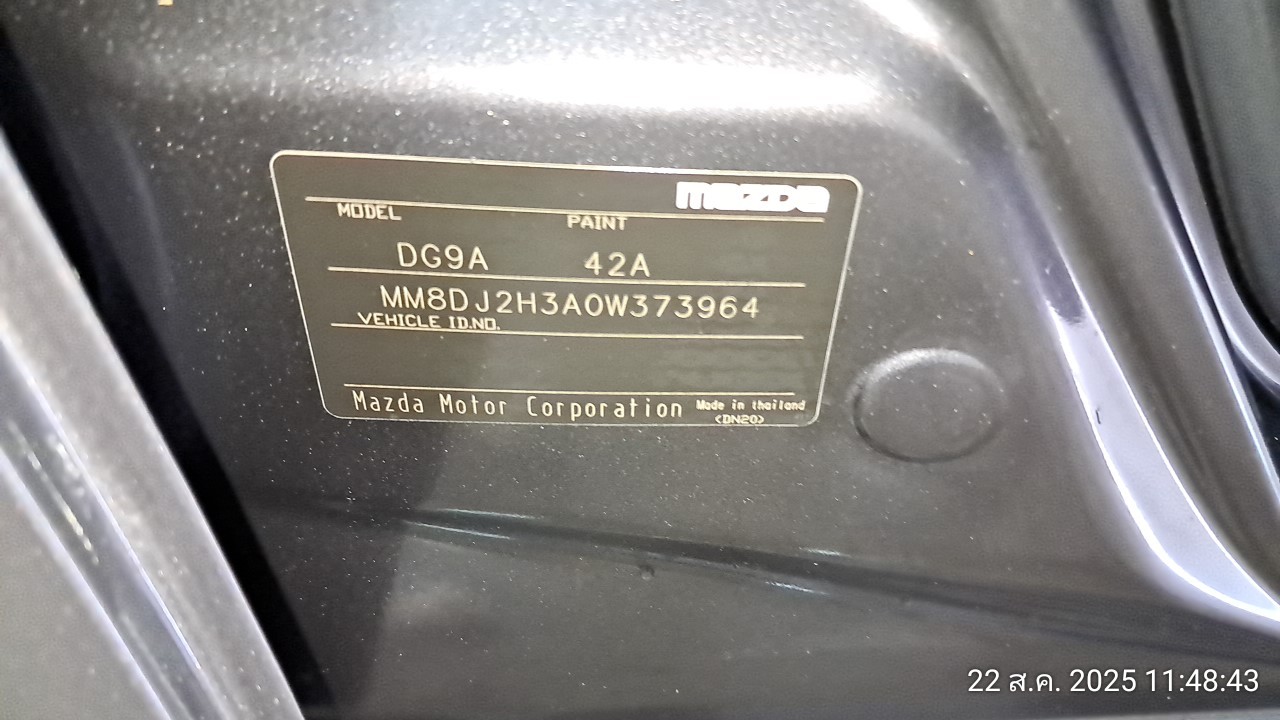 mazda
MODEL PAINT
DG9A 42A
MM8DJ2H3A0W373964
VEHICLE ID.NO.
Mazda Motor Corporation Made in thailand
<DN20>
22 ส.ค. 2025 11:48:43